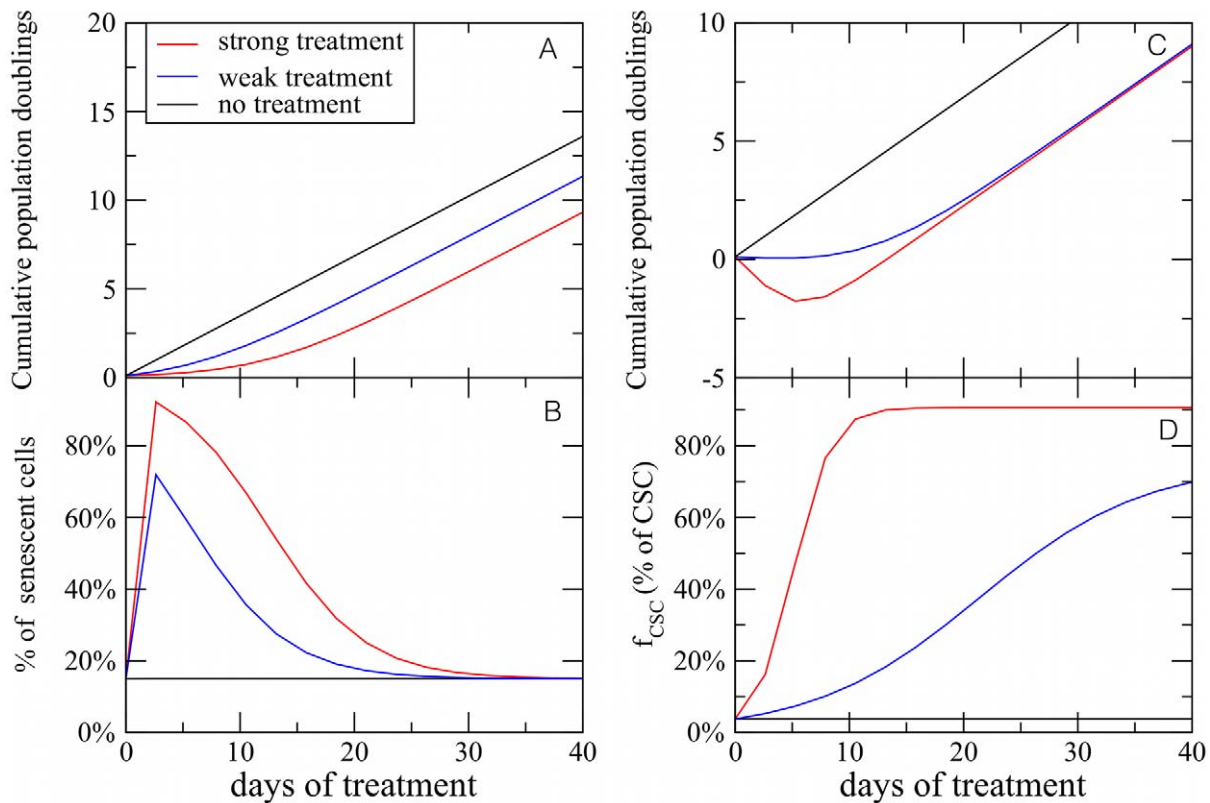 Cumulative population doublings
20
15
10
5
0
strong treatment
weak treatment
no treatment
A
% of senescent cells
80%
60%
40%
20%
0%
B
0 10 20 30 40
days of treatment
Cumulative population doublings
10
5
0
-5
C
f_CSC (% of CSC)
80%
60%
40%
20%
0%
D
0 10 20 30 40
days of treatment